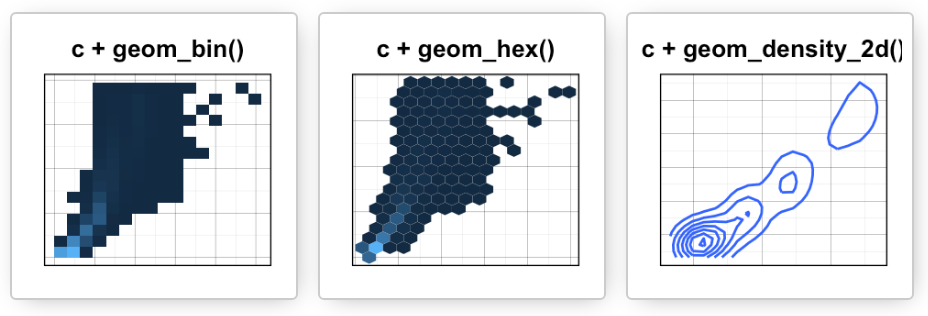 c + geom_bin()
c + geom_hex()
c + geom_density_2d()